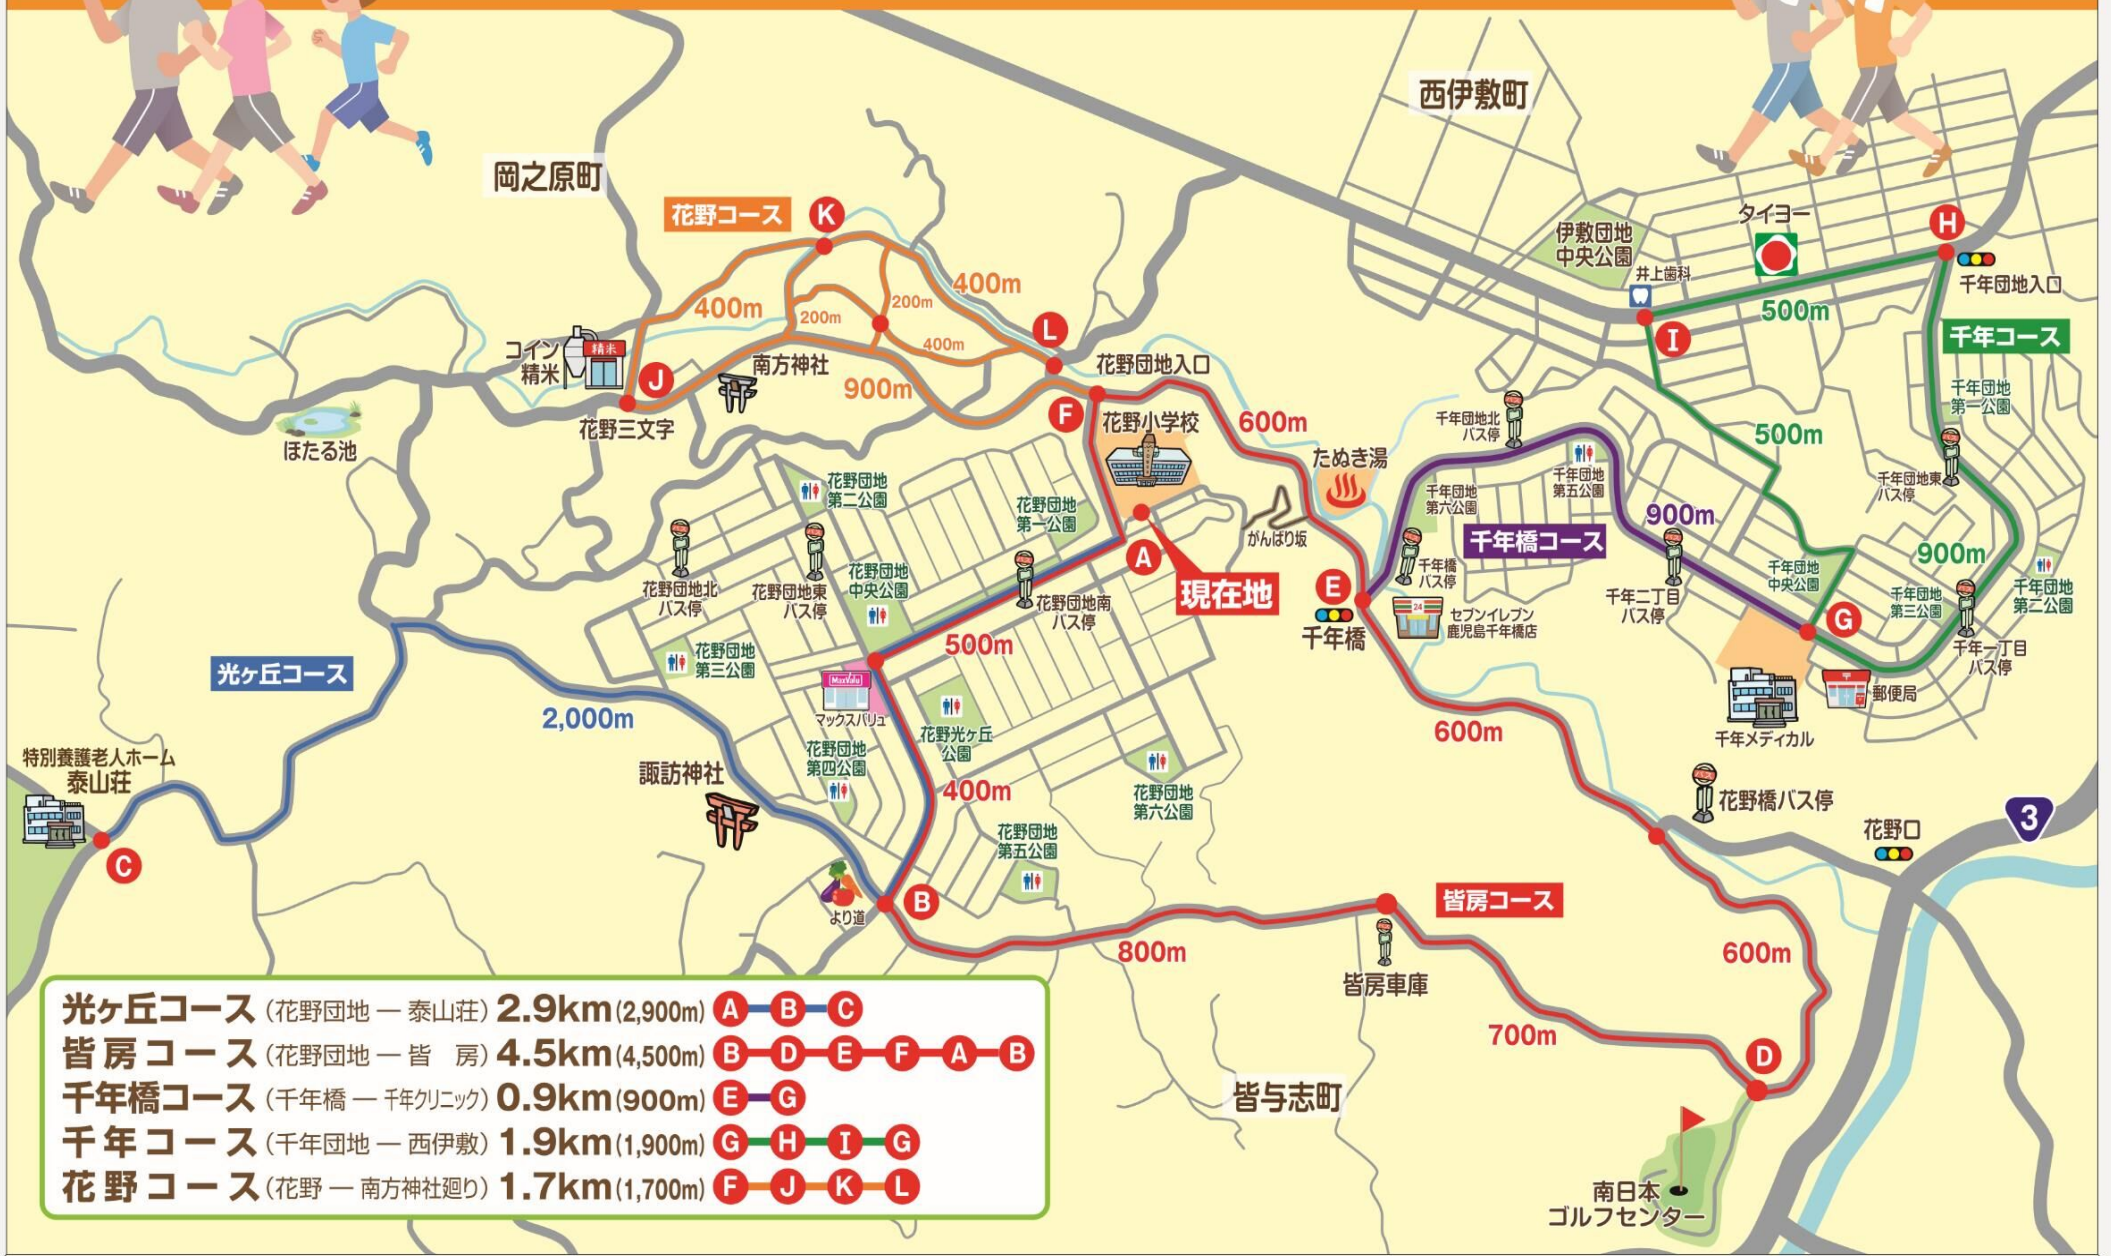 西伊敷町
岡之原町
花野コース
K
400m
400m
200m
200m
400m
900m
L
J
コイン
精米
精米
花野三文字
南方神社
ほたる池
花野団地入口
F
花野小学校
600m
たぬき湯
がんばり坂
伊敷団地
中央公園
井上歯科
タイヨー
H
千年団地入口
500m
I
千年コース
千年団地
第一公園
500m
千年団地東
バス停
900m
千年団地
第二公園
千年団地
第三公園
千年一丁目
バス停
千年団地
中央公園
G
郵便局
千年メディカル
千年団地北
バス停
千年団地
第五公園
千年団地
第六公園
900m
千年橋コース
千年二丁目
バス停
千年橋
バス停
E
千年橋
24
セブンイレブン
鹿児島千年橋店
花野団地
第二公園
花野団地
第一公園
花野団地北
バス停
花野団地東
バス停
花野団地
中央公園
花野団地南
バス停
A
現在地
500m
花野団地
第三公園
MaxValu
マックスバリュ
花野光ヶ丘
公園
花野団地
第四公園
400m
花野団地
第六公園
花野団地
第五公園
光ヶ丘コース
2,000m
諏訪神社
特別養護老人ホーム
泰山荘
C
より道
B
600m
花野橋バス停
花野口
3
皆房コース
800m
皆房車庫
700m
600m
D
皆与志町
南日本
ゴルフセンター
光ヶ丘コース(花野団地 ― 泰山荘) 2.9km(2,900m) A B C
皆房コース(花野団地 ― 皆　房) 4.5km(4,500m) B D E F A B
千年橋コース(千年橋 ― 千年クリニック) 0.9km(900m) E G
千年コース(千年団地 ― 西伊敷) 1.9km(1,900m) G H I G
花野コース(花野 ― 南方神社廻り) 1.7km(1,700m) F J K L